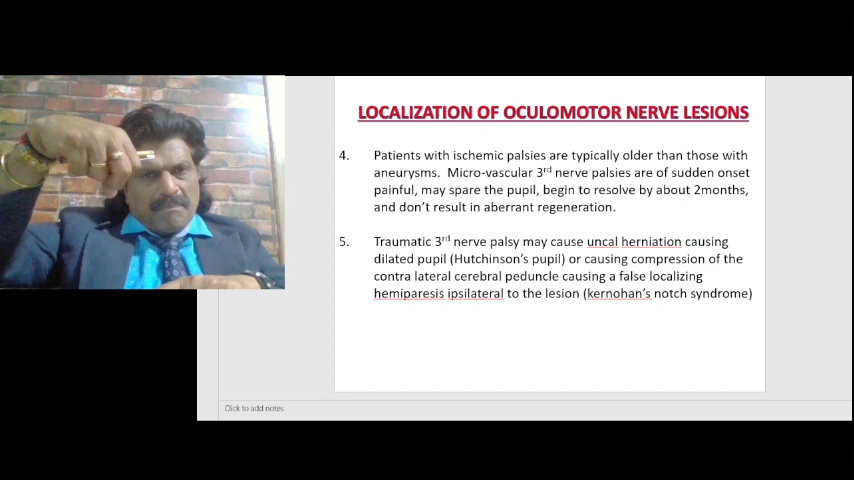 LOCALIZATION OF OCULOMOTOR NERVE LESIONS
4. Patients with ischemic palsies are typically older than those with
aneurysms. Micro-vascular 3rd nerve palsies are of sudden onset
painful, may spare the pupil, begin to resolve by about 2months,
and don't result in aberrant regeneration.
5. Traumatic 3rd nerve palsy may cause uncal herniation causing
dilated pupil (Hutchinson's pupil) or causing compression of the
contra lateral cerebral peduncle causing a false localizing
hemiparesis ipsilateral to the lesion (kernohan's notch syndrome)
Click to add notes